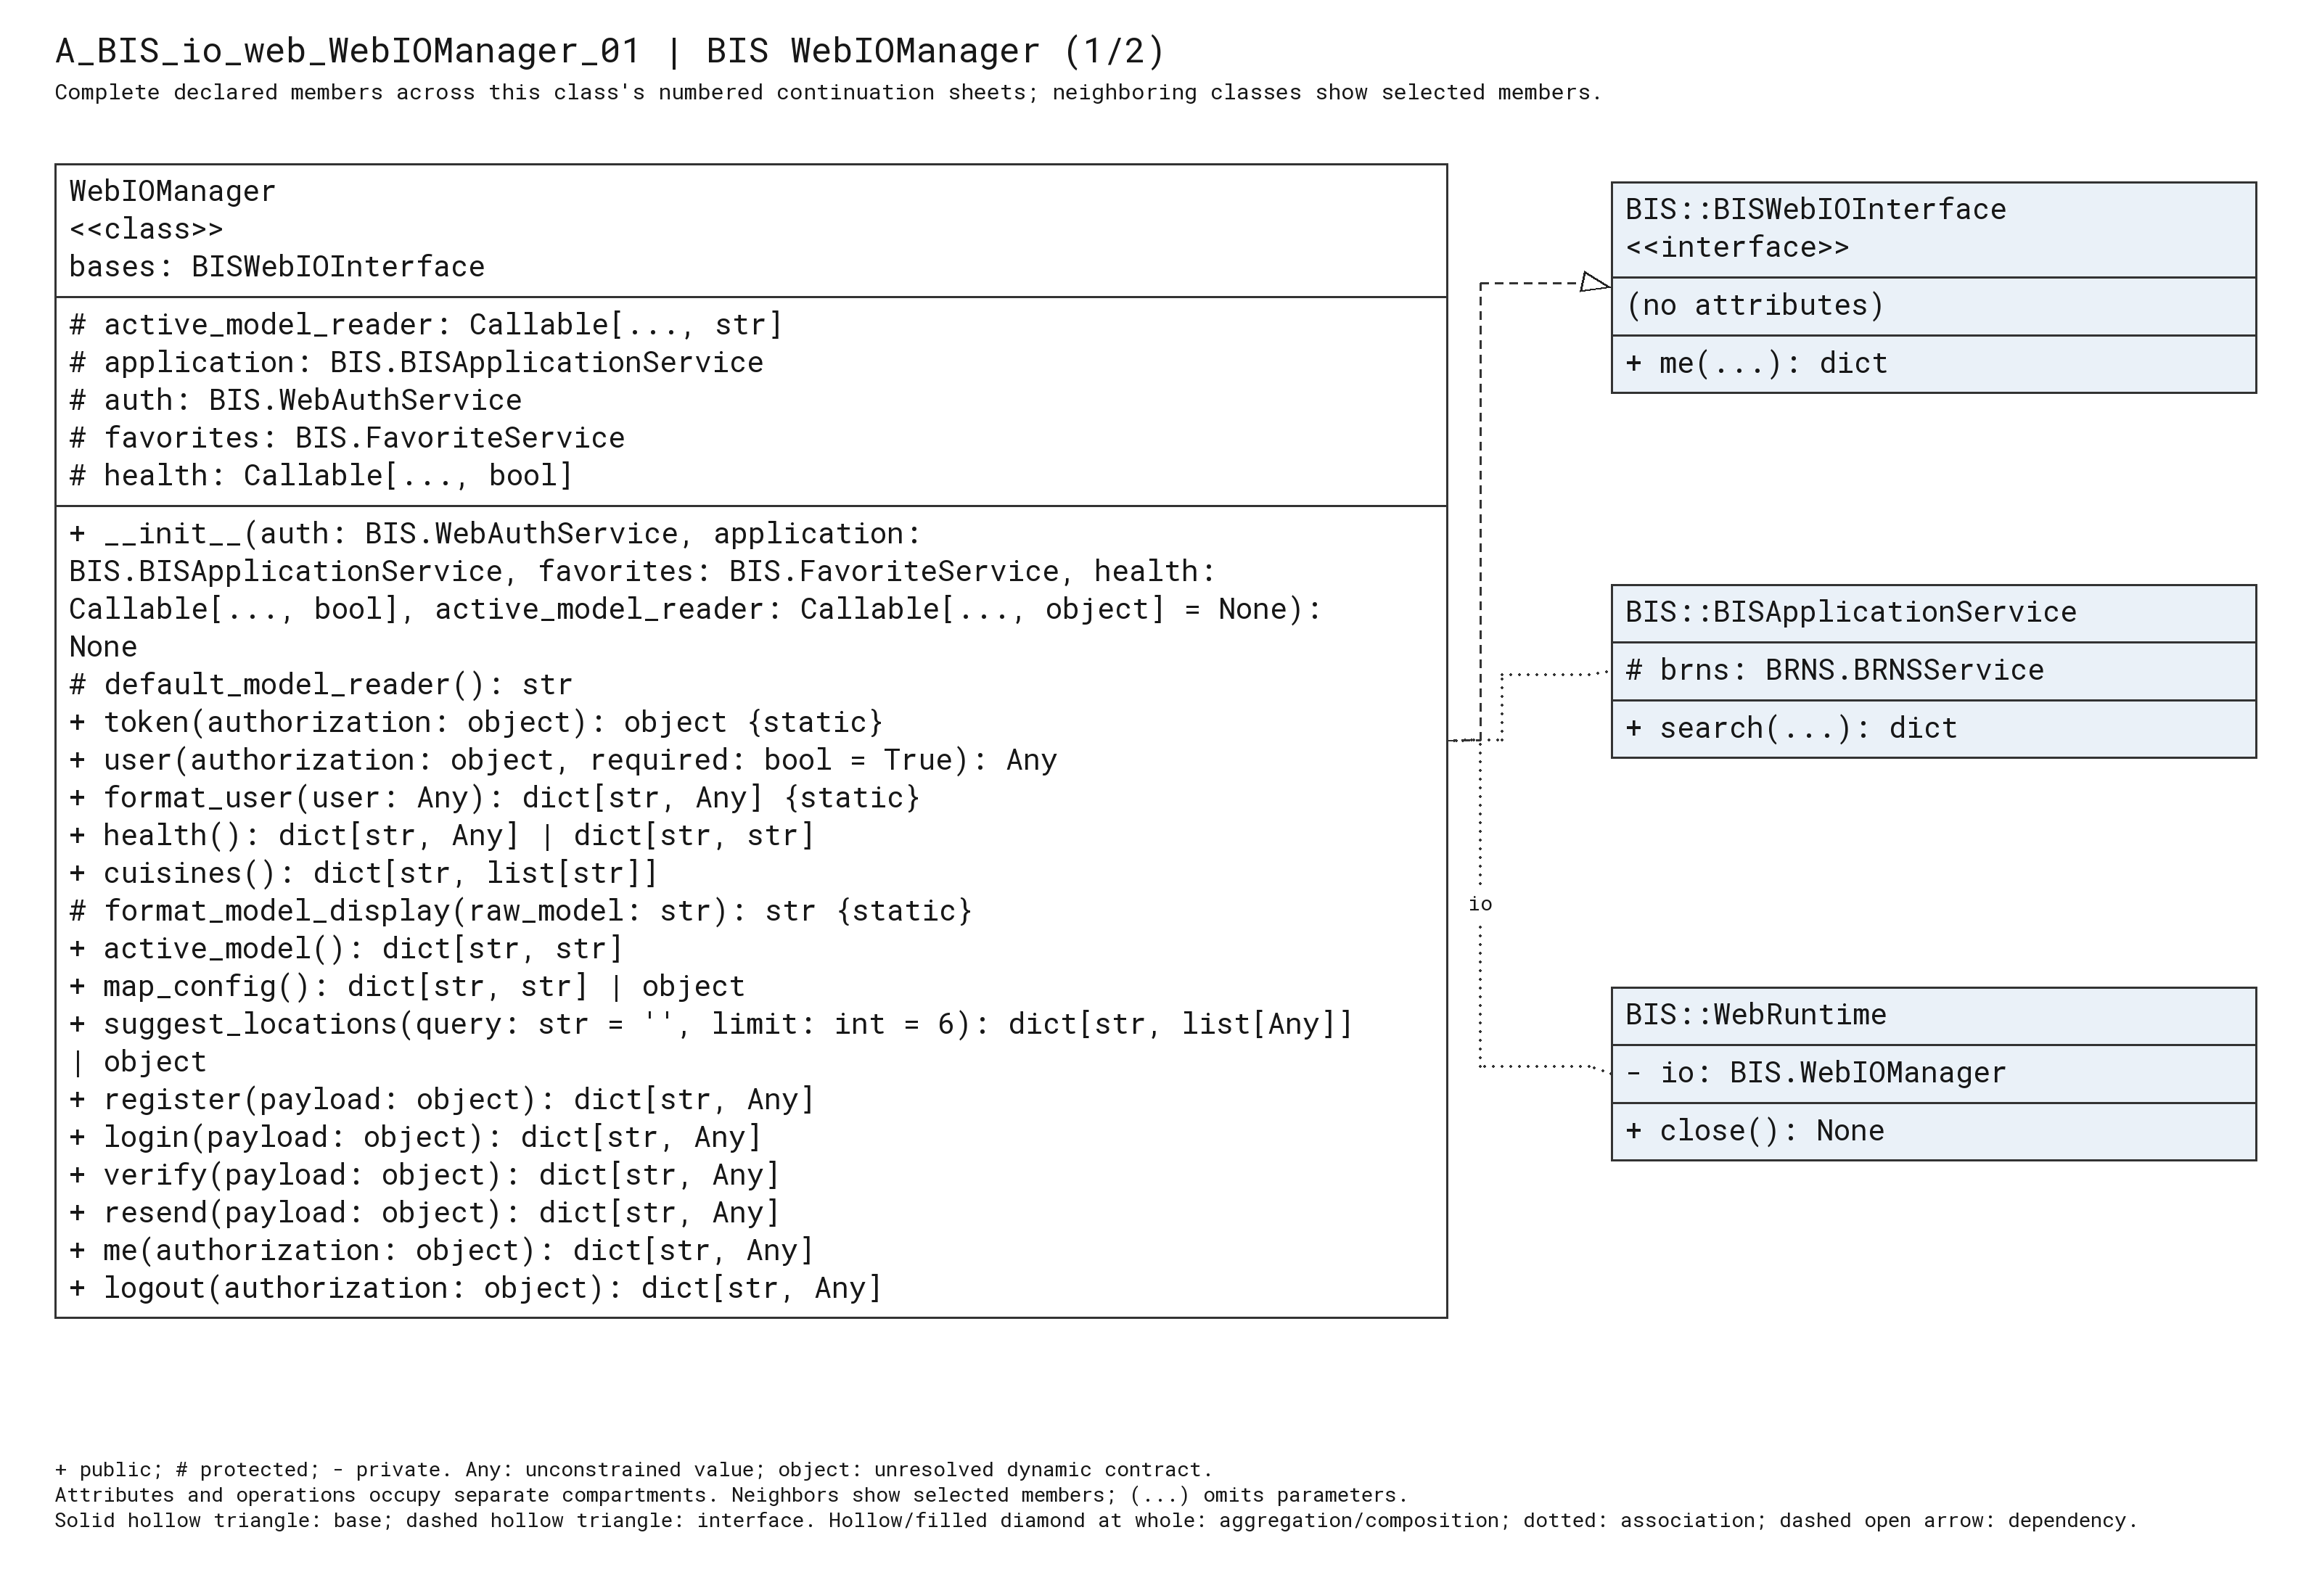 A_BIS_io_web_WebIOManager_01 | BIS WebIOManager (1/2)
Complete declared members across this class's numbered continuation sheets; neighboring classes show selected members.
WebIOManager
<<class>>
bases: BISWebIOInterface
# active_model_reader: Callable[..., str]
# application: BIS.BISApplicationService
# auth: BIS.WebAuthService
# favorites: BIS.FavoriteService
# health: Callable[..., bool]
+ __init__(auth: BIS.WebAuthService, application:
BIS.BISApplicationService, favorites: BIS.FavoriteService, health:
Callable[..., bool], active_model_reader: Callable[..., object] = None):
None
# default_model_reader(): str
+ token(authorization: object): object {static}
+ user(authorization: object, required: bool = True): Any
+ format_user(user: Any): dict[str, Any] {static}
+ health(): dict[str, Any] | dict[str, str]
+ cuisines(): dict[str, list[str]]
# format_model_display(raw_model: str): str {static}
+ active_model(): dict[str, str]
+ map_config(): dict[str, str] | object
+ suggest_locations(query: str = '', limit: int = 6): dict[str, list[Any]]
| object
+ register(payload: object): dict[str, Any]
+ login(payload: object): dict[str, Any]
+ verify(payload: object): dict[str, Any]
+ resend(payload: object): dict[str, Any]
+ me(authorization: object): dict[str, Any]
+ logout(authorization: object): dict[str, Any]
BIS::BISWebIOInterface
<<interface>>
(no attributes)
+ me(...): dict
BIS::BISApplicationService
# brns: BRNS.BRNSService
+ search(...): dict
io
BIS::WebRuntime
- io: BIS.WebIOManager
+ close(): None
+ public; # protected; - private. Any: unconstrained value; object: unresolved dynamic contract.
Attributes and operations occupy separate compartments. Neighbors show selected members; (...) omits parameters.
Solid hollow triangle: base; dashed hollow triangle: interface. Hollow/filled diamond at whole: aggregation/composition; dotted: association; dashed open arrow: dependency.